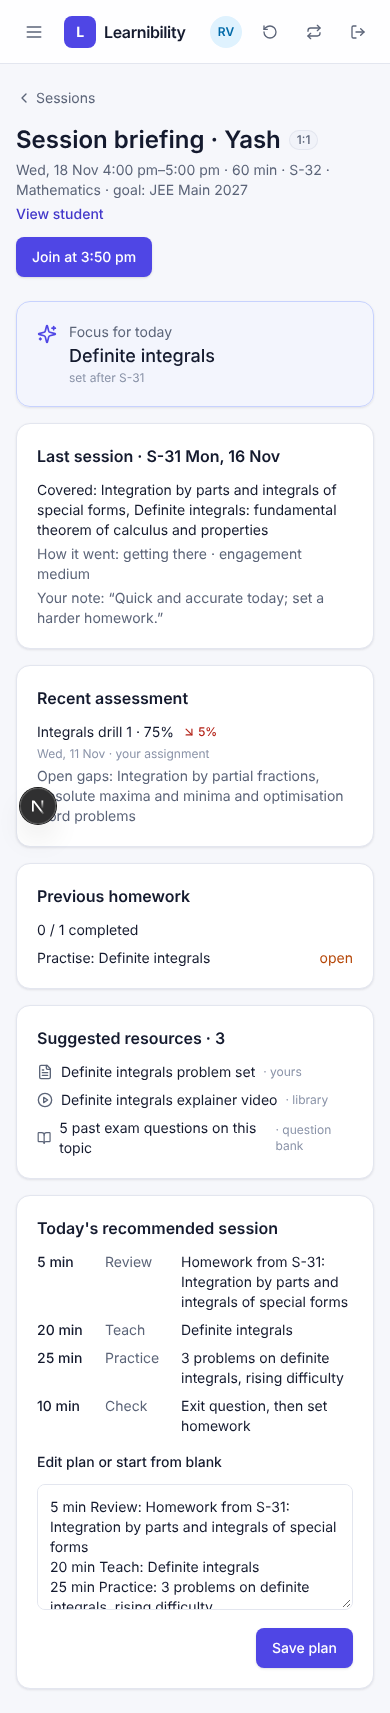 L Learnibility RV
Sessions
Session briefing · Yash 1:1
Wed, 18 Nov 4:00 pm–5:00 pm · 60 min · S-32 ·
Mathematics · goal: JEE Main 2027
View student
Join at 3:50 pm
Focus for today
Definite integrals
set after S-31
Last session · S-31 Mon, 16 Nov
Covered: Integration by parts and integrals of
special forms, Definite integrals: fundamental
theorem of calculus and properties
How it went: getting there · engagement
medium
Your note: “Quick and accurate today; set a
harder homework.”
Recent assessment
Integrals drill 1 · 75% 5%
Wed, 11 Nov · your assignment
Open gaps: Integration by partial fractions,
N
solute maxima and minima and optimisation
ord problems
Previous homework
0 / 1 completed
Practise: Definite integrals open
Suggested resources · 3
Definite integrals problem set · yours
Definite integrals explainer video · library
5 past exam questions on this
topic
· question
bank
Today's recommended session
5 min Review Homework from S-31:
Integration by parts and
integrals of special forms
20 min Teach Definite integrals
25 min Practice 3 problems on definite
integrals, rising difficulty
10 min Check Exit question, then set
homework
Edit plan or start from blank
5 min Review: Homework from S-31:
Integration by parts and integrals of special
forms
20 min Teach: Definite integrals
25 min Practice: 3 problems on definite
integrals, rising difficulty
Save plan